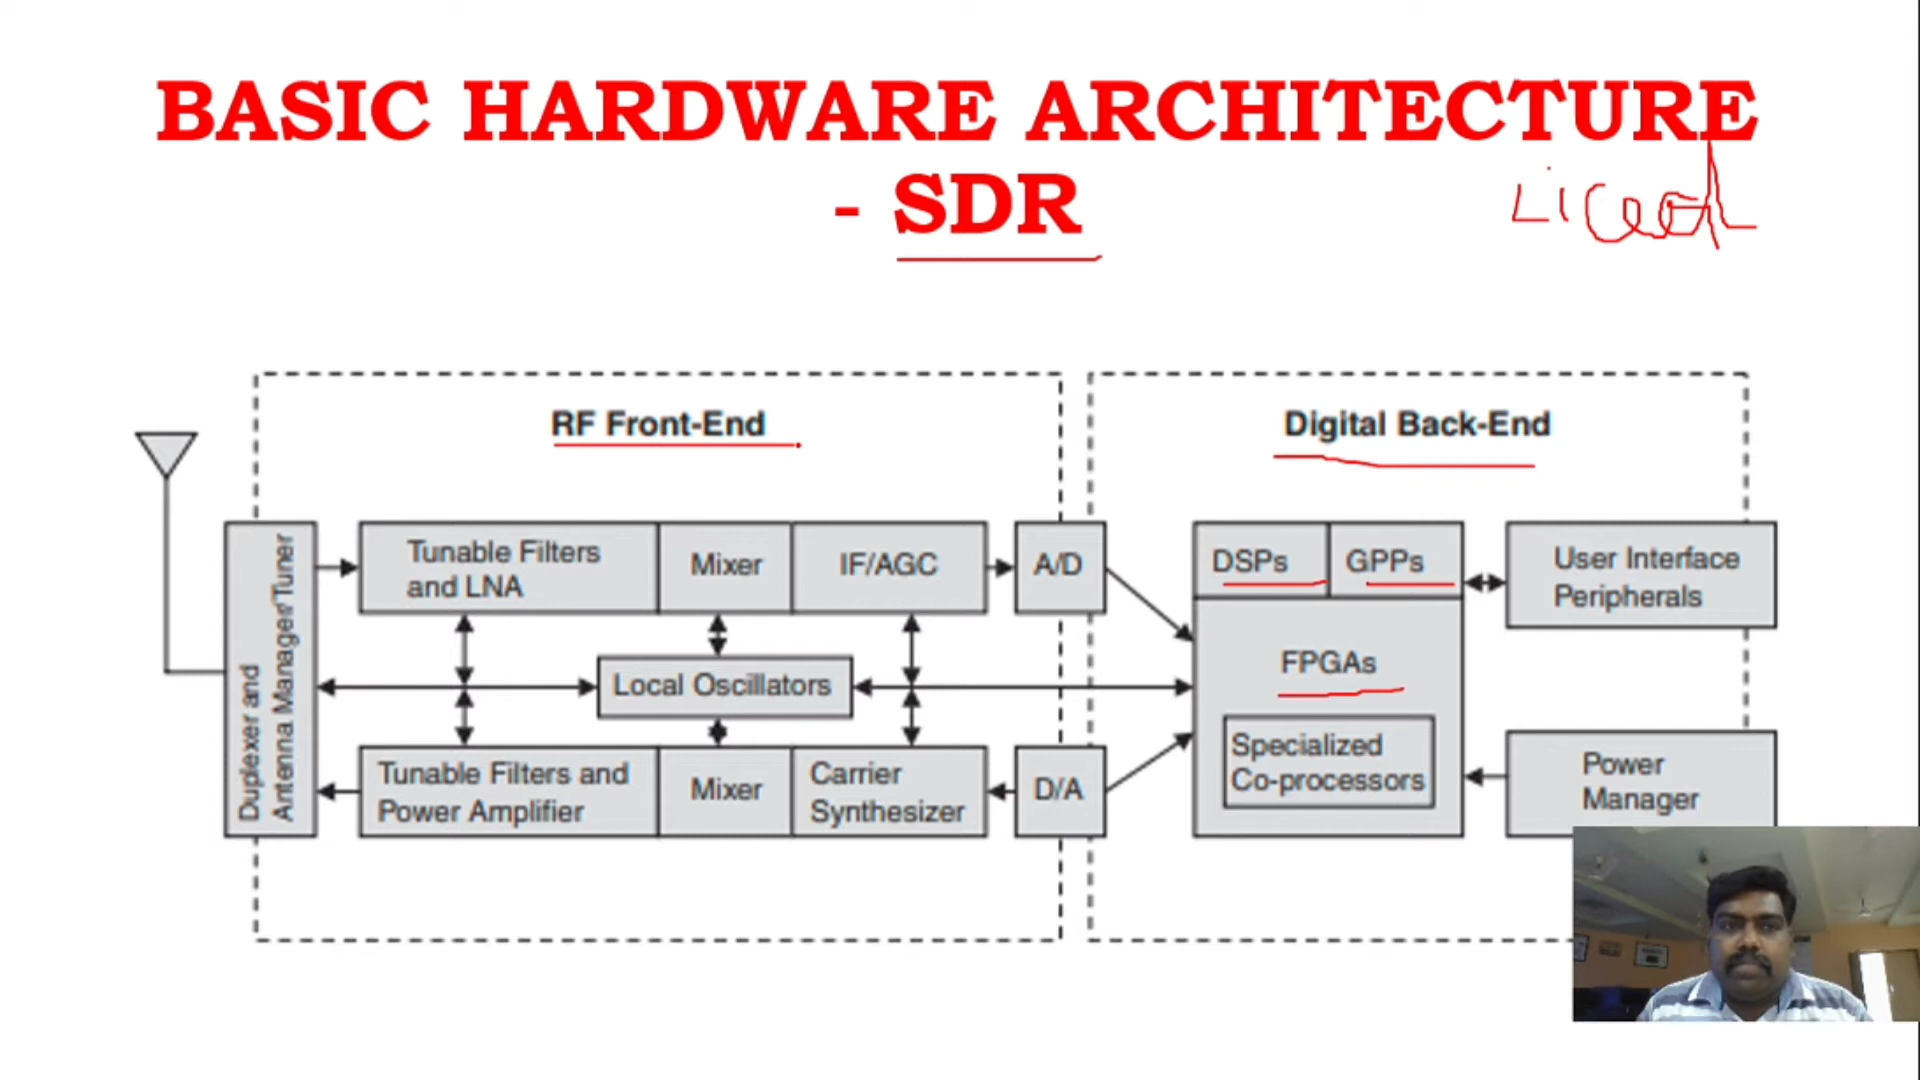 BASIC HARDWARE ARCHITECTURE
- SDR
RF Front-End
Digital Back-End
Duplexer and
Antenna Manager/Tuner
Tunable Filters
and LNA
Mixer
IF/AGC
A/D
DSPs
GPPs
User Interface
Peripherals
Local Oscillators
FPGAs
Tunable Filters and
Power Amplifier
Mixer
Carrier
Synthesizer
D/A
Specialized
Co-processors
Power
Manager